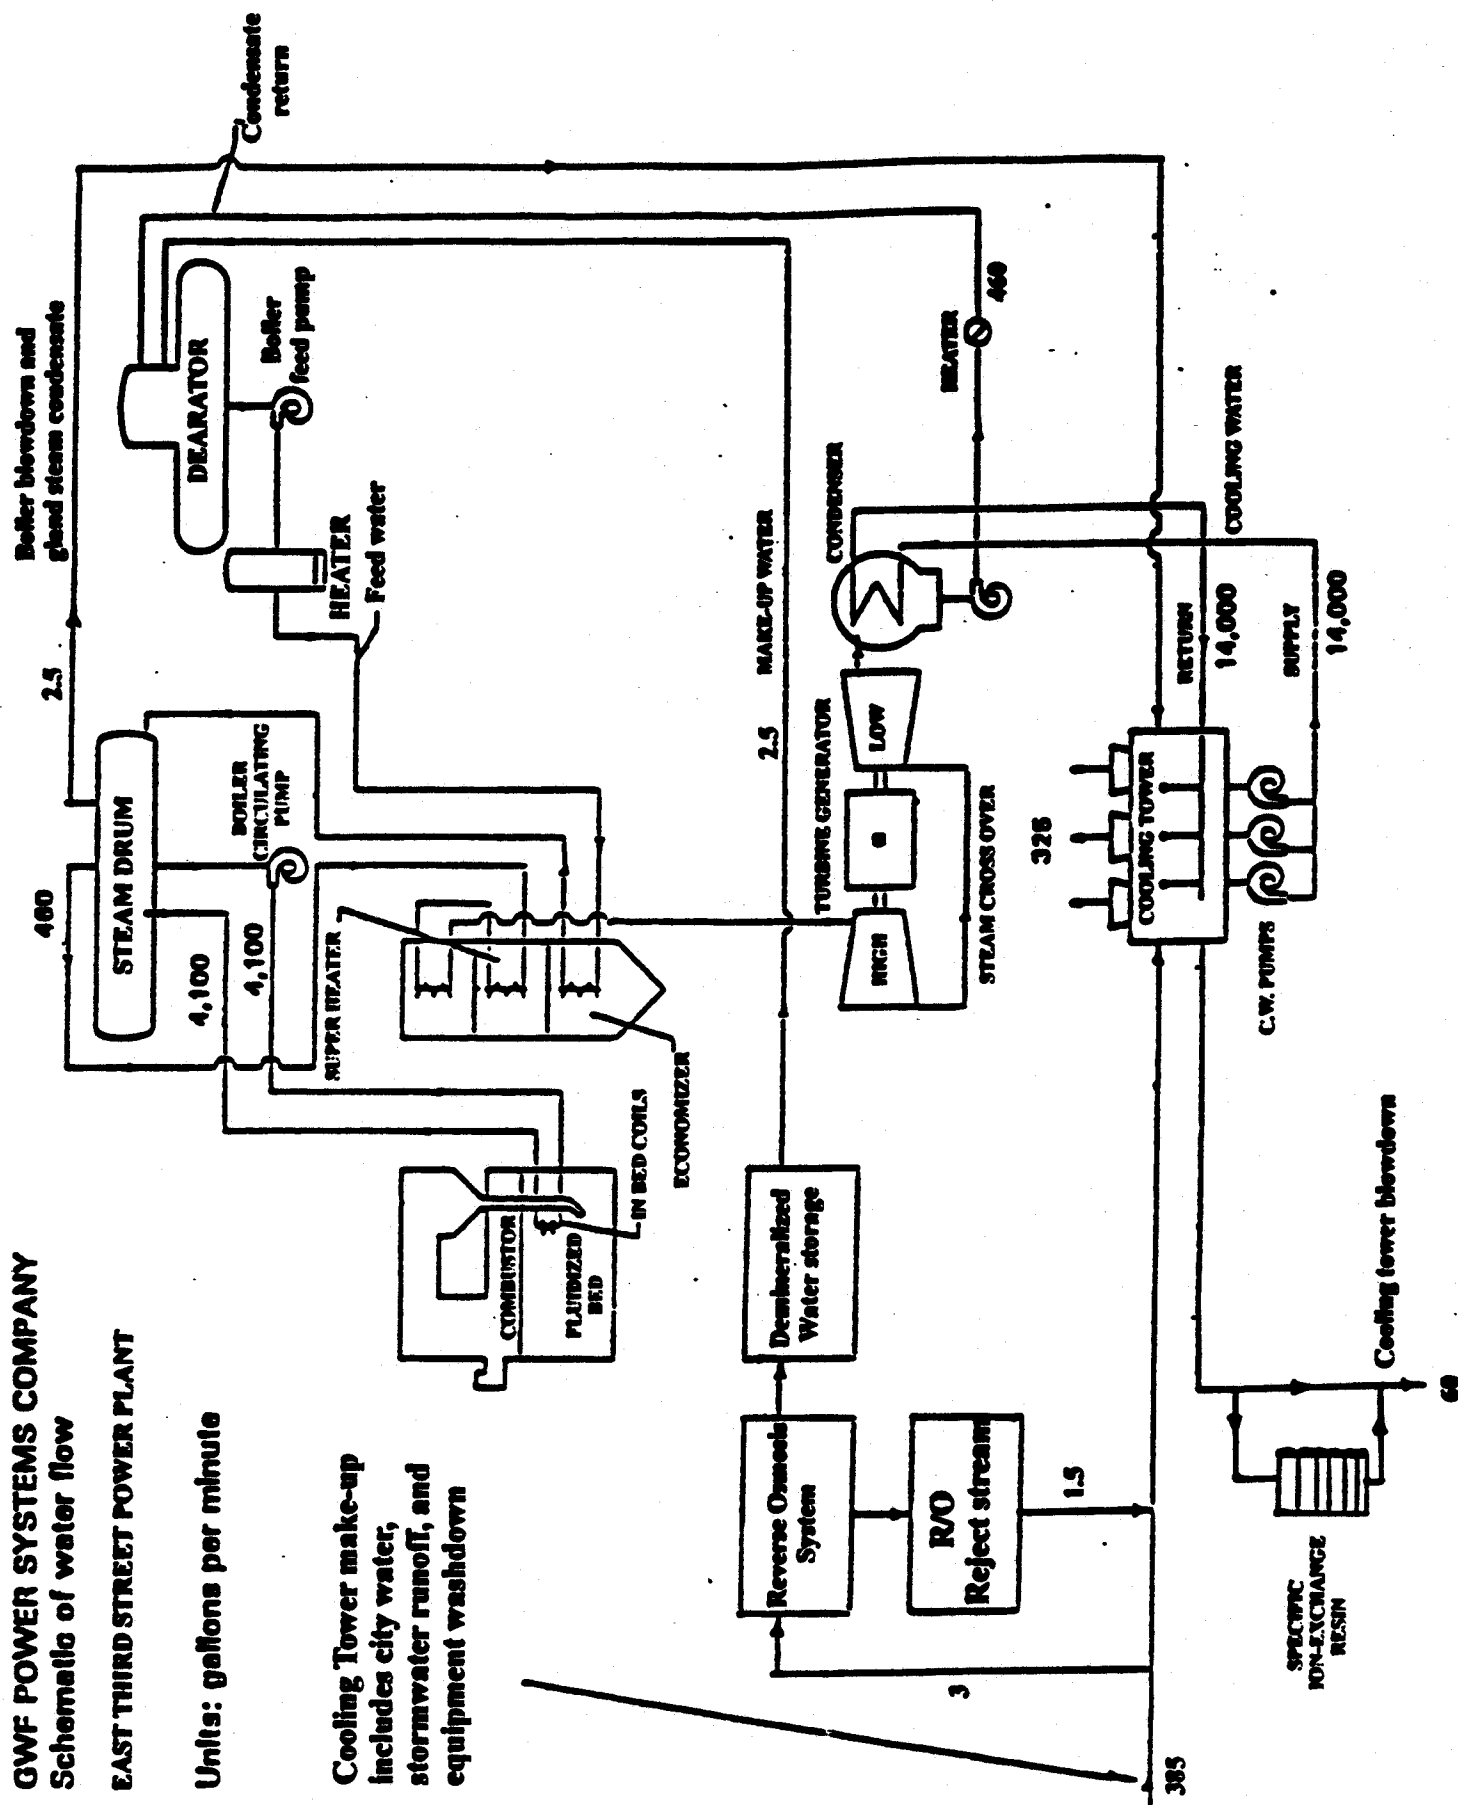 GWF POWER SYSTEMS COMPANY
Schematic of water flow
EAST THIRD STREET POWER PLANT
Units: gallons per minute
Cooling Tower make-up
includes city water,
stormwater runoff, and
equipment washdown
Boiler blowdown and
gland steam condensate
2.5
Condensate
return
460
STEAM DRUM
4,100
4,100
BOILER
CIRCULATING
PUMP
DEARATOR
Boiler
feed pump
HEATER
Feed water
SUPER HEATER
COMBUSTOR
FLUIDIZED
BED
IN BED COILS
ECONOMIZER
Reverse Osmosis
System
Demineralized
Water storage
2.5
MAKE-UP WATER
TURBINE GENERATOR
HIGH
G
LOW
STEAM CROSS OVER
CONDENSER
HEATER
460
R/O
Reject stream
1.5
3
385
325
COOLING TOWER
C.W. PUMPS
RETURN
14,000
SUPPLY
14,000
COOLING WATER
SPECIFIC
ION-EXCHANGE
RESIN
Cooling tower blowdown
60